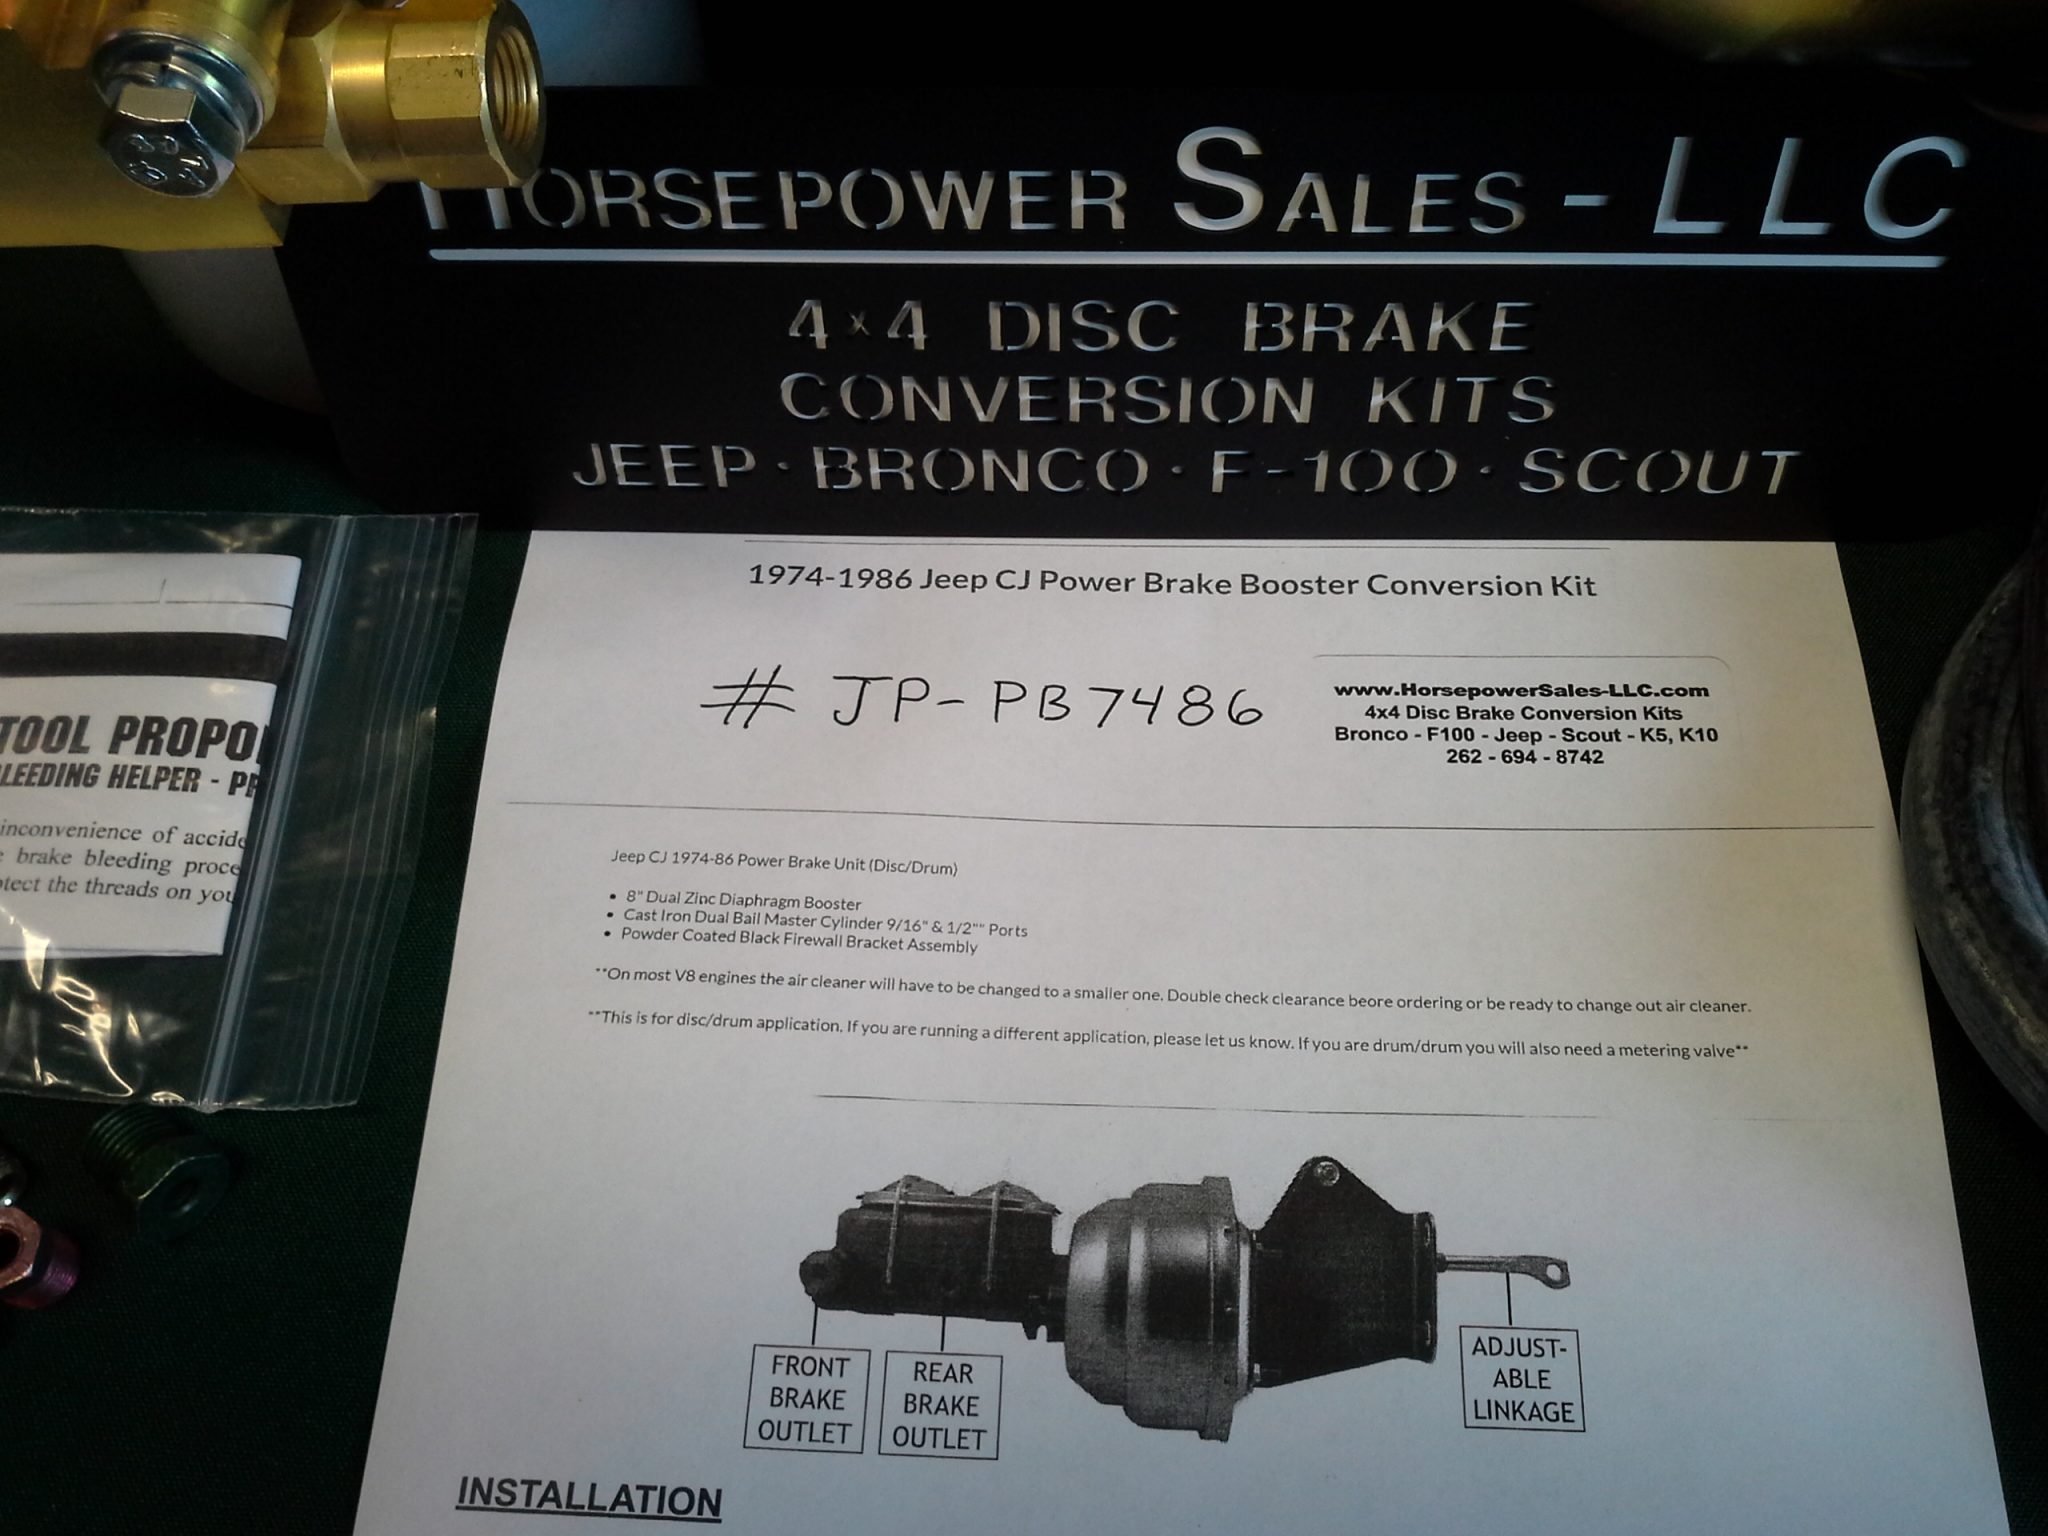 HORSEPOWER SALES - LLC
4x4 DISC BRAKE
CONVERSION KITS
JEEP · BRONCO · F-100 · SCOUT
1974-1986 Jeep CJ Power Brake Booster Conversion Kit
# JP-PB7486
www.HorsepowerSales-LLC.com
4x4 Disc Brake Conversion Kits
Bronco - F100 - Jeep - Scout - K5, K10
262 - 694 - 8742
TOOL PROPO
LEEDING HELPER - PR
inconvenience of accide
brake bleeding proce
tect the threads on you
Jeep CJ 1974-86 Power Brake Unit (Disc/Drum)
• 8" Dual Zinc Diaphragm Booster
• Cast Iron Dual Bail Master Cylinder 9/16" & 1/2"" Ports
• Powder Coated Black Firewall Bracket Assembly
**On most V8 engines the air cleaner will have to be changed to a smaller one. Double check clearance beore ordering or be ready to change out air cleaner.
**This is for disc/drum application. If you are running a different application, please let us know. If you are drum/drum you will also need a metering valve**
FRONT
BRAKE
OUTLET
REAR
BRAKE
OUTLET
ADJUST-
ABLE
LINKAGE
INSTALLATION